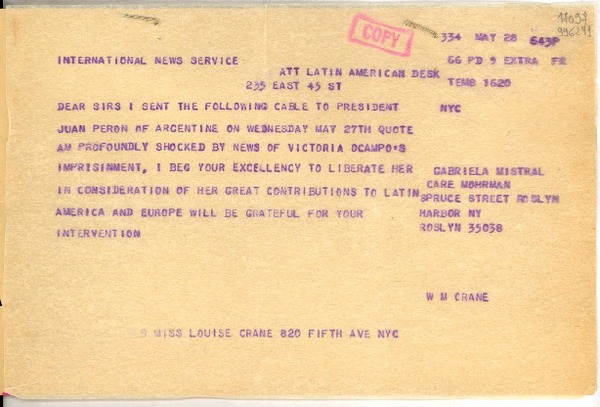 17097
996291
COPY
334 MAY 28 643P
INTERNATIONAL NEWS SERVICE
66 PD 9 EXTRA FR
ATT LATIN AMERICAN DESK
TEMB 1620
235 EAST 45 ST
DEAR SIRS I SENT THE FOLLOWING CABLE TO PRESIDENT
NYC
JUAN PERON OF ARGENTINE ON WEDNESDAY MAY 27TH QUOTE
AM PROFOUNDLY SHOCKED BY NEWS OF VICTORIA OCAMPO'S
IMPRISINMENT, I BEG YOUR EXCELLENCY TO LIBERATE HER
IN CONSIDERATION OF HER GREAT CONTRIBUTIONS TO LATIN
AMERICA AND EUROPE WILL BE GRATEFUL FOR YOUR
INTERVENTION
GABRIELA MISTRAL
CARE MOHRMAN
SPRUCE STREET ROSLYN
HARBOR NY
ROSLYN 35038
W M CRANE
9 MISS LOUISE CRANE 820 FIFTH AVE NYC